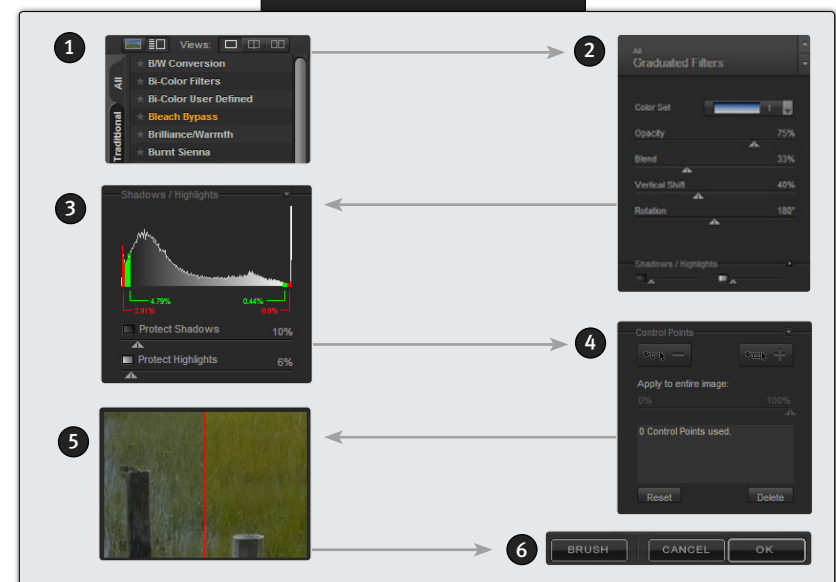 1
Views:
All
Traditional
B/W Conversion
Bi-Color Filters
Bi-Color User Defined
Bleach Bypass
Brilliance/Warmth
Burnt Sienna
2
All
Graduated Filters
Color Set 1
Opacity 75%
Blend 33%
Vertical Shift 40%
Rotation 180°
Shadows / Highlights
3
Shadows / Highlights
4.79% 0.44%
2.91% 0.9%
Protect Shadows 10%
Protect Highlights 6%
4
Control Points
Apply to entire image:
0% 100%
0 Control Points used.
Reset Delete
5
6
BRUSH CANCEL OK